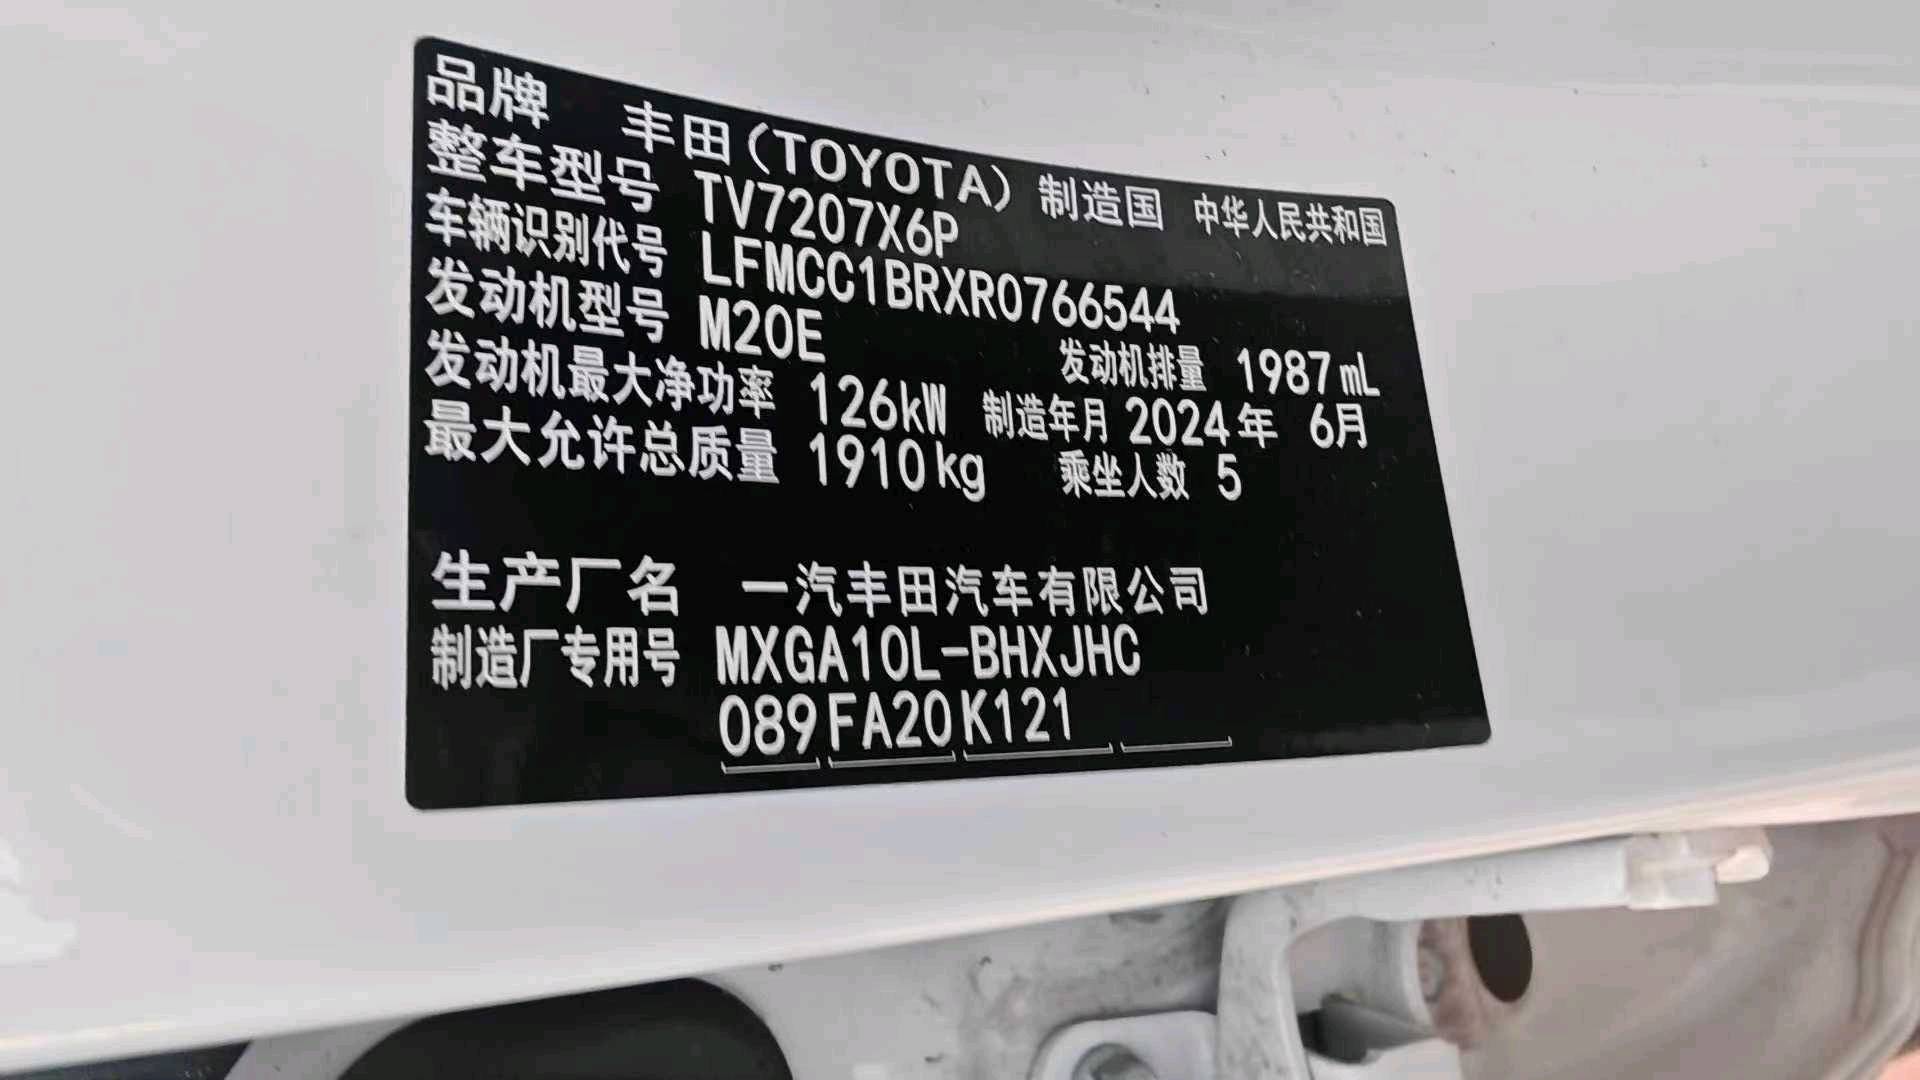 品牌 丰田(TOYOTA) 制造国 中华人民共和国
整车型号 TV7207X6P
车辆识别代号 LFMCC1BRXR0766544
发动机型号 M20E 发动机排量 1987mL
发动机最大净功率 126kW 制造年月 2024年 6月
最大允许总质量 1910kg 乘坐人数 5
生产厂名 一汽丰田汽车有限公司
制造厂专用号 MXGA10L-BHXJHC
089 FA20 K121